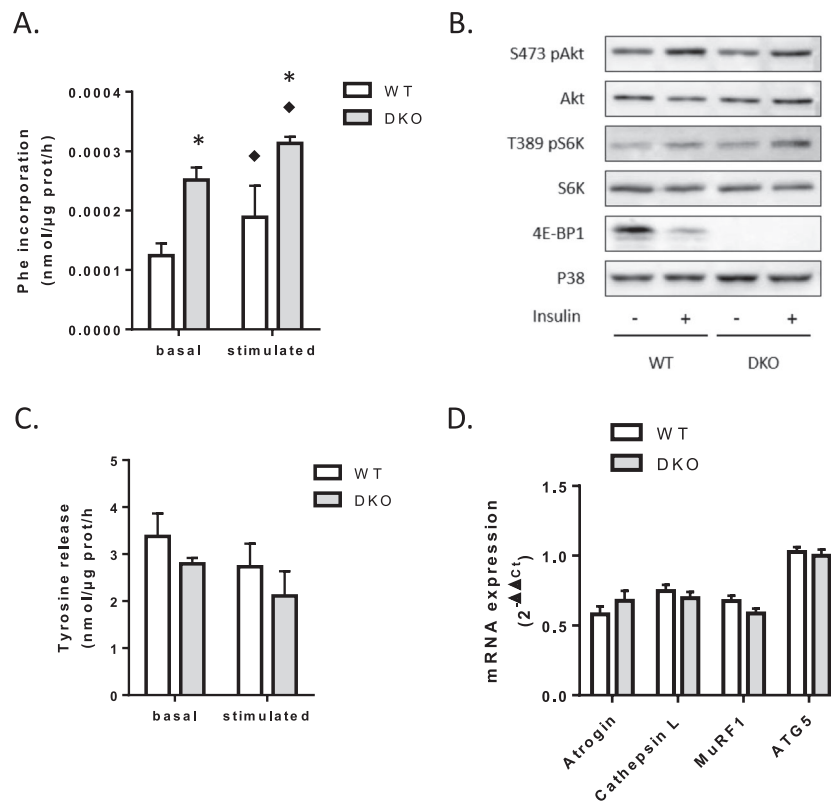 A.
Phe incorporation
(nmol/µg prot/h)
0.0004
0.0003
0.0002
0.0001
0.0000
*
*
basal
stimulated
WT
DKO
B.
S473 pAkt
Akt
T389 pS6K
S6K
4E-BP1
P38
Insulin - + - +
WT DKO
C.
Tyrosine release
(nmol/µg prot/h)
5
4
3
2
1
0
basal
stimulated
WT
DKO
D.
WT
DKO
mRNA expression
(2-▲▲Ct)
1.5
1.0
0.5
0.0
Atrogin
Cathepsin L
MuRF1
ATG5